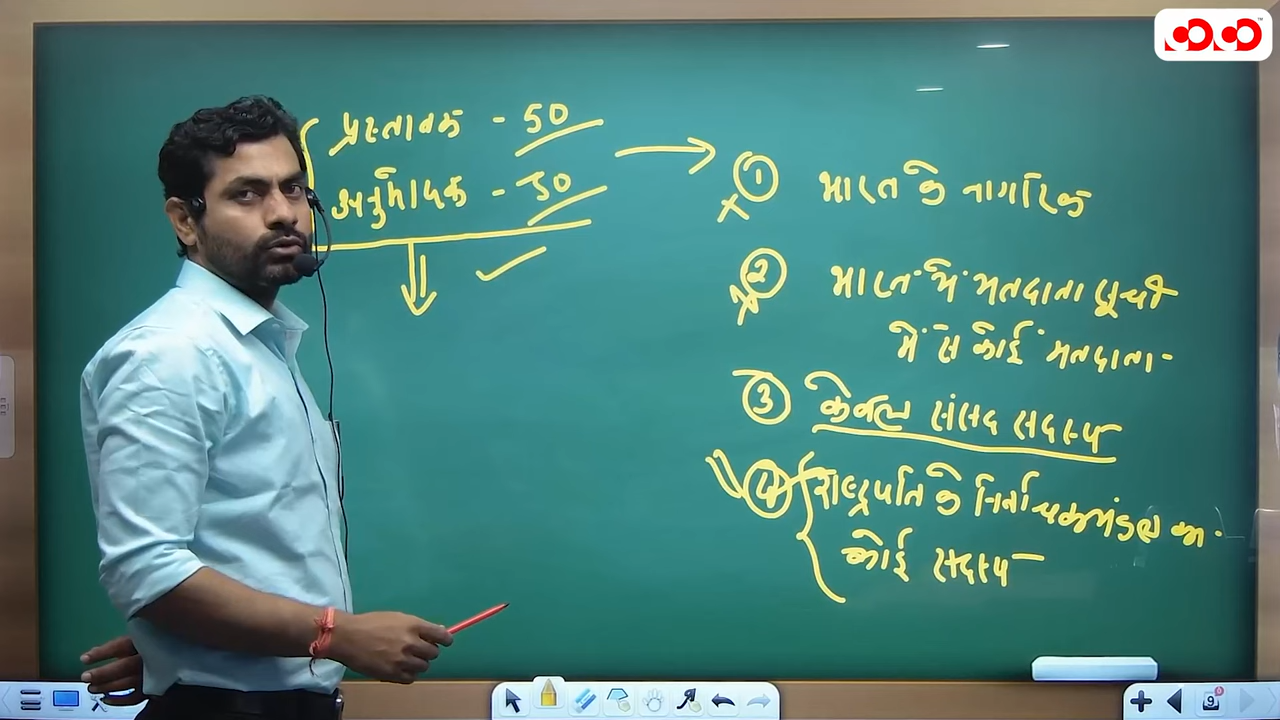 प्रस्तावक - 50
अनुमोदक - 50
① भारत के नागरिक
② भारत में मतदाता सूची
में से कोई मतदाता
③ केवल संसद सदस्य
④ राष्ट्रपति के निर्वाचकमंडल का
कोई सदस्य
9